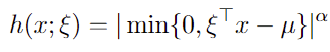 h(x; ξ) = | min{0, ξ⊤x − μ}|^α